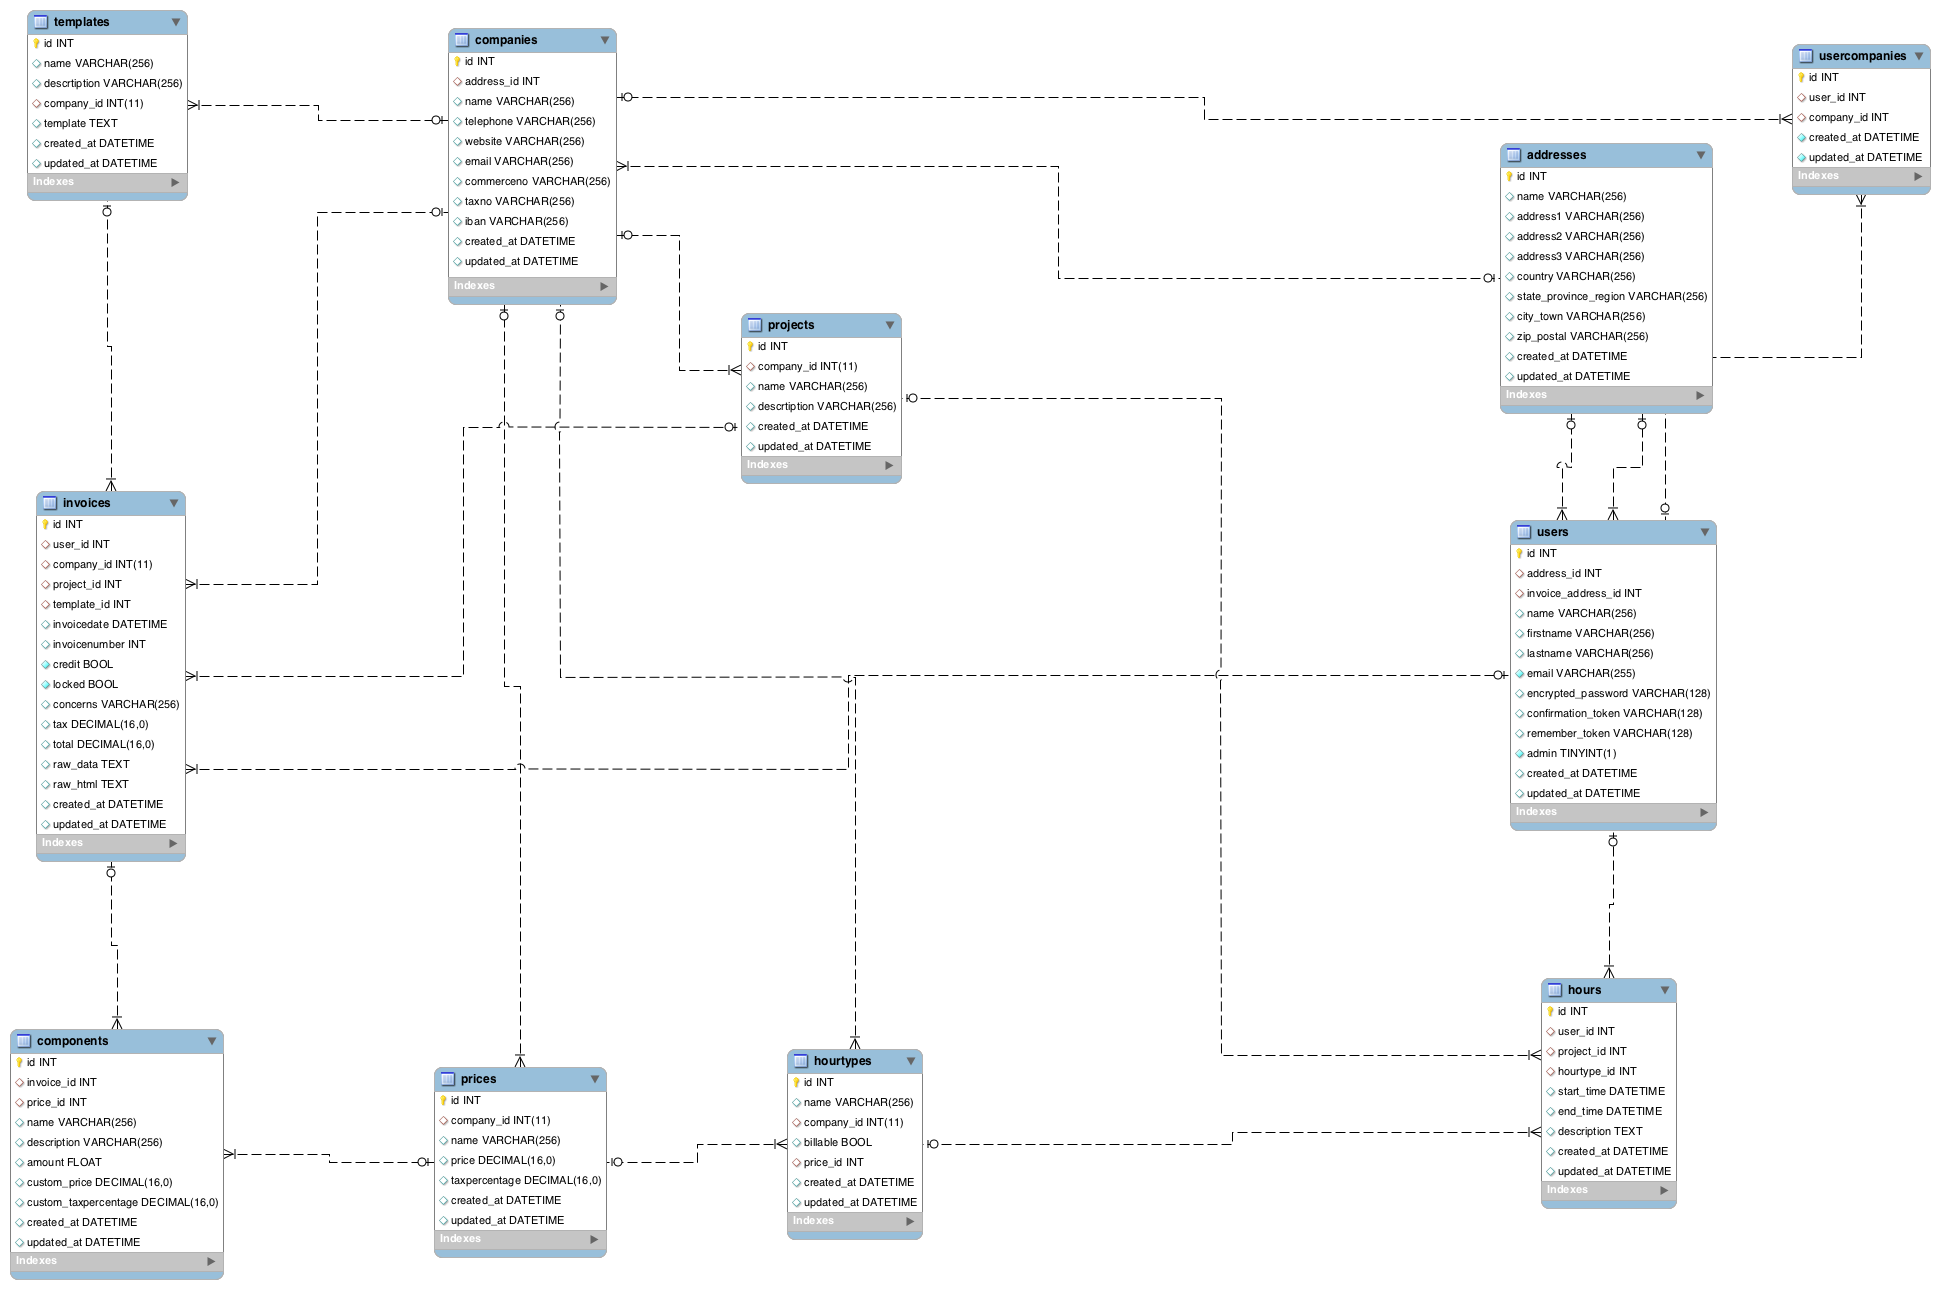 templates
id INT
name VARCHAR(256)
descrtiption VARCHAR(256)
company_id INT(11)
template TEXT
created_at DATETIME
updated_at DATETIME
Indexes
companies
id INT
address_id INT
name VARCHAR(256)
telephone VARCHAR(256)
website VARCHAR(256)
email VARCHAR(256)
commerceno VARCHAR(256)
taxno VARCHAR(256)
iban VARCHAR(256)
created_at DATETIME
updated_at DATETIME
Indexes
usercompanies
id INT
user_id INT
company_id INT
created_at DATETIME
updated_at DATETIME
Indexes
addresses
id INT
name VARCHAR(256)
address1 VARCHAR(256)
address2 VARCHAR(256)
address3 VARCHAR(256)
country VARCHAR(256)
state_province_region VARCHAR(256)
city_town VARCHAR(256)
zip_postal VARCHAR(256)
created_at DATETIME
updated_at DATETIME
Indexes
projects
id INT
company_id INT(11)
name VARCHAR(256)
descrtiption VARCHAR(256)
created_at DATETIME
updated_at DATETIME
Indexes
invoices
id INT
user_id INT
company_id INT(11)
project_id INT
template_id INT
invoicedate DATETIME
invoicenumber INT
credit BOOL
locked BOOL
concerns VARCHAR(256)
tax DECIMAL(16,0)
total DECIMAL(16,0)
raw_data TEXT
raw_html TEXT
created_at DATETIME
updated_at DATETIME
Indexes
users
id INT
address_id INT
invoice_address_id INT
name VARCHAR(256)
firstname VARCHAR(256)
lastname VARCHAR(256)
email VARCHAR(255)
encrypted_password VARCHAR(128)
confirmation_token VARCHAR(128)
remember_token VARCHAR(128)
admin TINYINT(1)
created_at DATETIME
updated_at DATETIME
Indexes
components
id INT
invoice_id INT
price_id INT
name VARCHAR(256)
description VARCHAR(256)
amount FLOAT
custom_price DECIMAL(16,0)
custom_taxpercentage DECIMAL(16,0)
created_at DATETIME
updated_at DATETIME
Indexes
prices
id INT
company_id INT(11)
name VARCHAR(256)
price DECIMAL(16,0)
taxpercentage DECIMAL(16,0)
created_at DATETIME
updated_at DATETIME
Indexes
hourtypes
id INT
name VARCHAR(256)
company_id INT(11)
billable BOOL
price_id INT
created_at DATETIME
updated_at DATETIME
Indexes
hours
id INT
user_id INT
project_id INT
hourtype_id INT
start_time DATETIME
end_time DATETIME
description TEXT
created_at DATETIME
updated_at DATETIME
Indexes